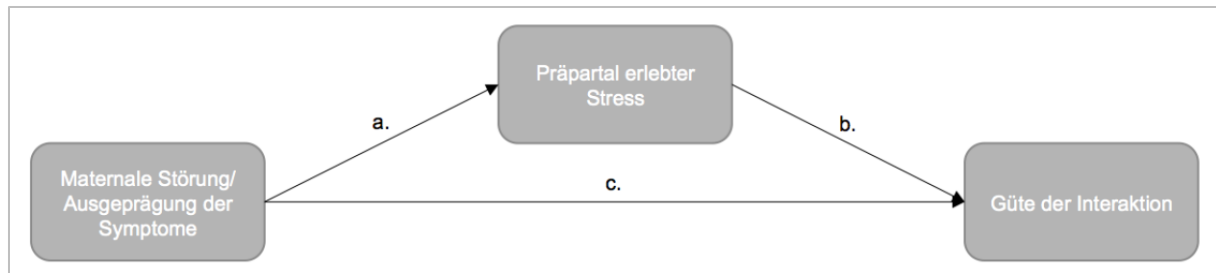 Präpartal erlebter
Stress
a.
b.
Maternale Störung/
Ausgeprägung der
Symptome
c.
Güte der Interaktion